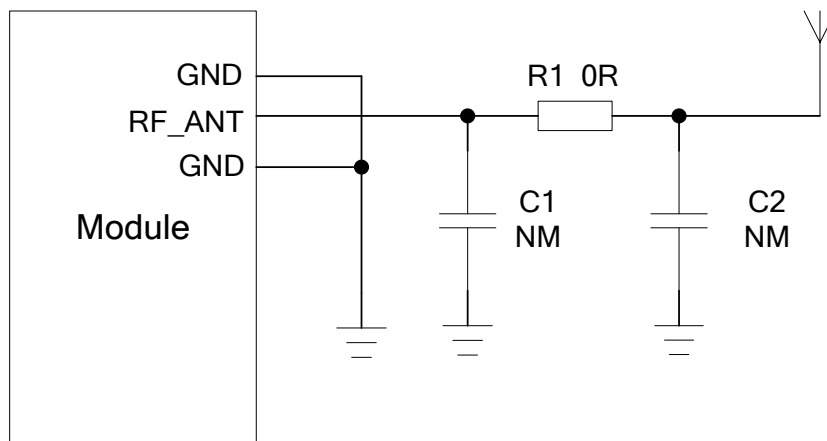 GND
R1 0R
RF_ANT
GND
C1
NM
C2
NM
Module